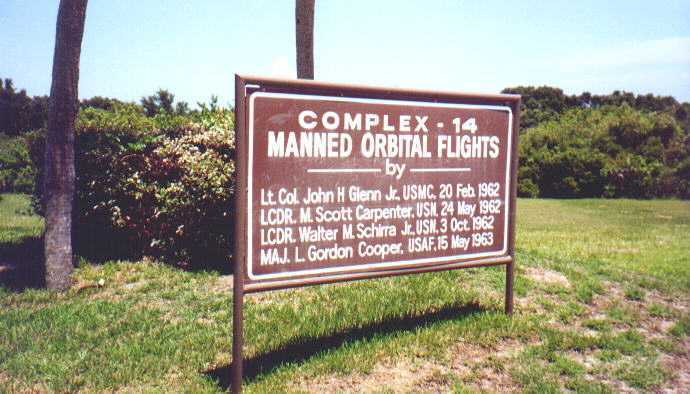 COMPLEX - 14
MANNED ORBITAL FLIGHTS
by
Lt. Col. John H Glenn Jr., USMC, 20 Feb. 1962
LCDR. M. Scott Carpenter, USN, 24 May 1962
LCDR. Walter M. Schirra Jr., USN, 3 Oct. 1962
MAJ. L. Gordon Cooper, USAF, 15 May 1963